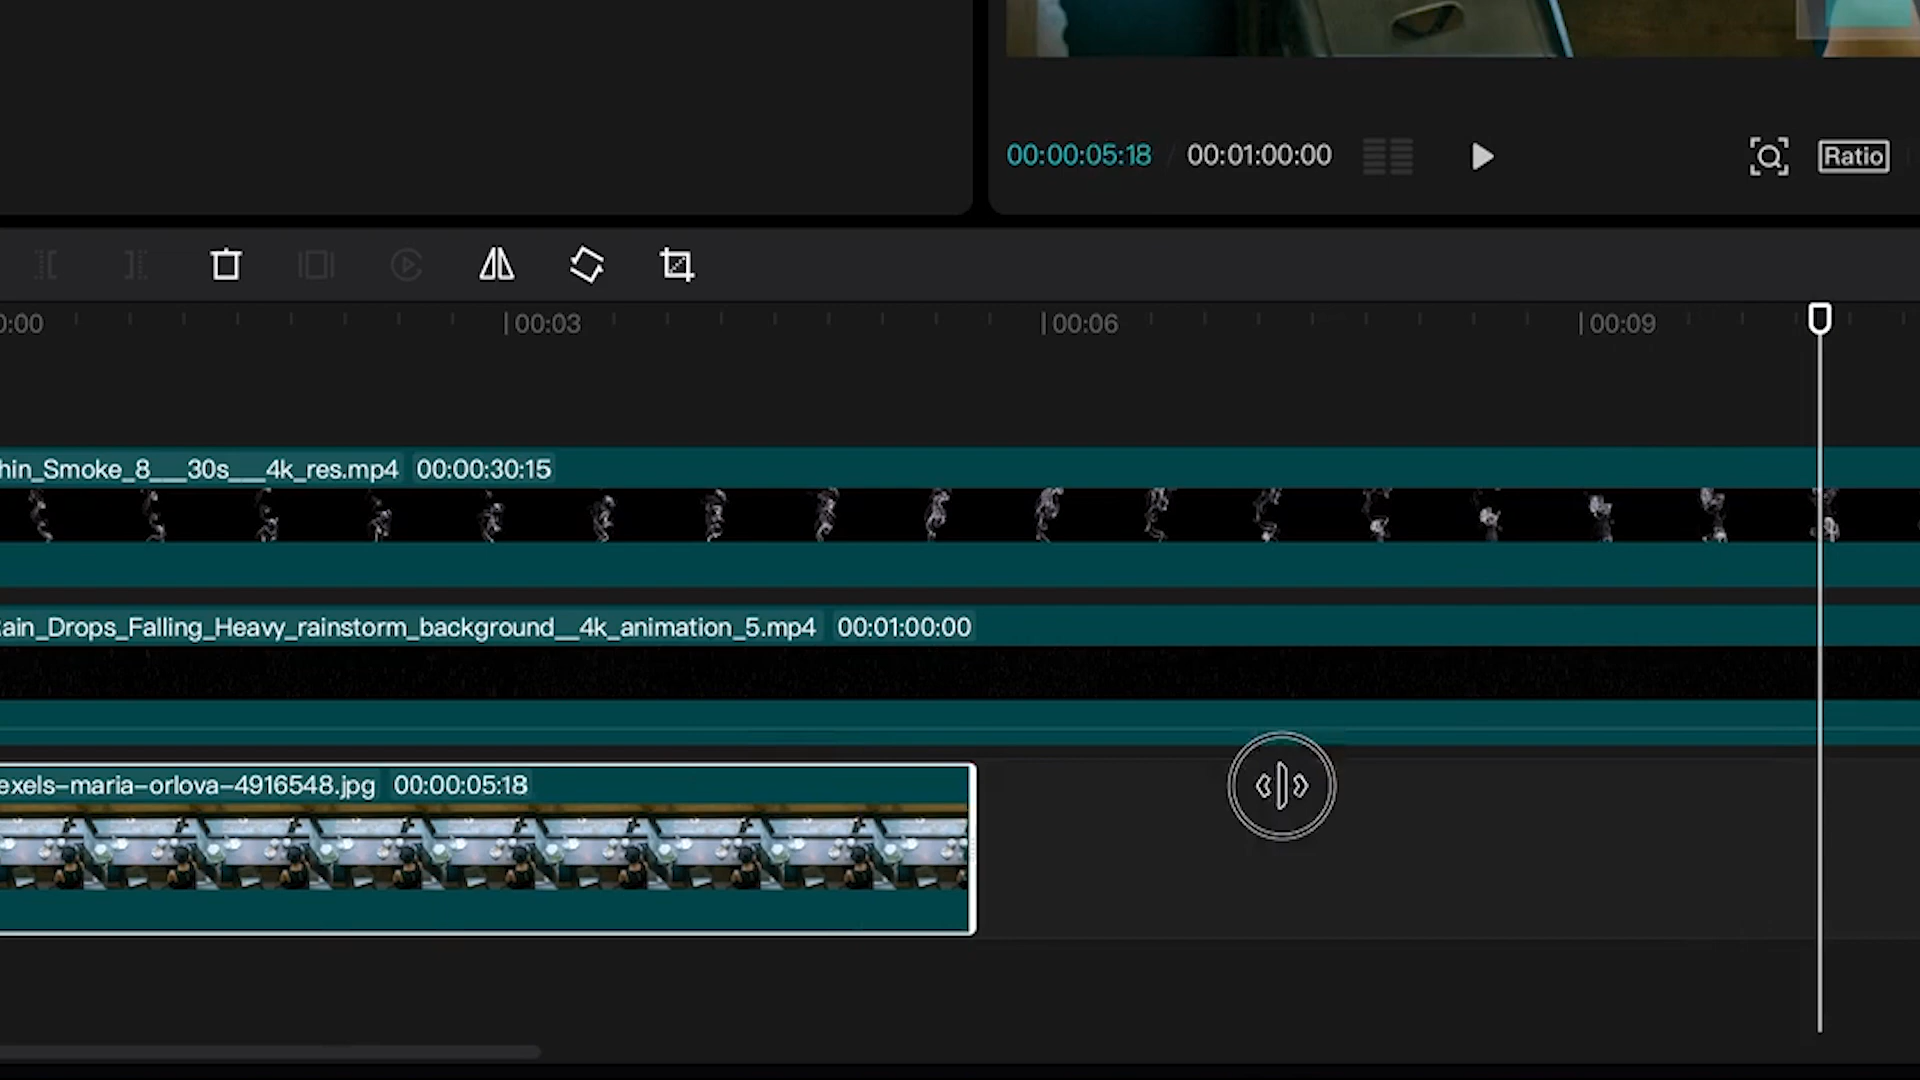 00:00:05:18 / 00:01:00:00
Ratio
0:00 00:03 00:06 00:09
hin_Smoke_8___30s___4k_res.mp4 00:00:30:15
ain_Drops_Falling_Heavy_rainstorm_background__4k_animation_5.mp4 00:01:00:00
exels-maria-orlova-4916548.jpg 00:00:05:18